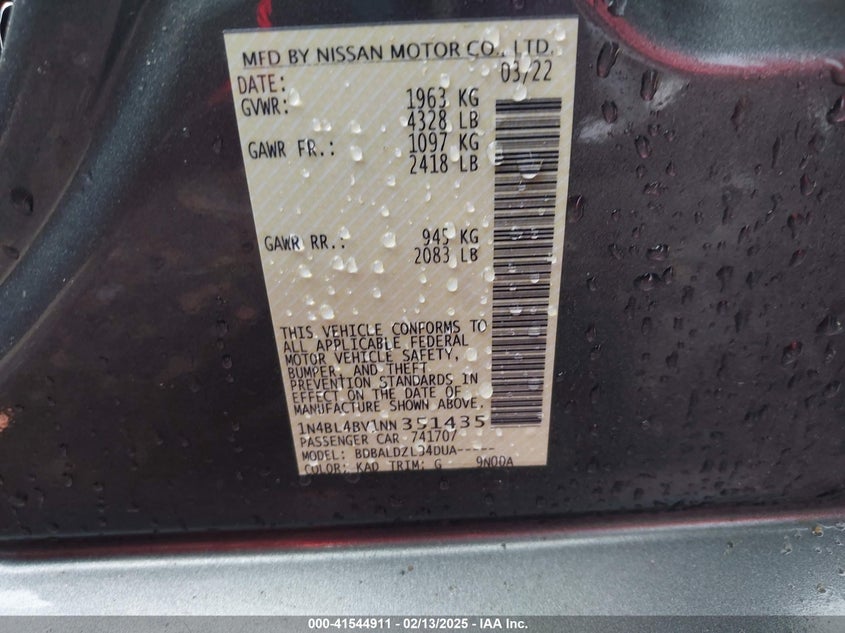 MFD BY NISSAN MOTOR CO., LTD.
DATE: 03/22
GVWR: 1963 KG
4328 LB
GAWR FR.: 1097 KG
2418 LB
GAWR RR.: 945 KG
2083 LB
THIS VEHICLE CONFORMS TO
ALL APPLICABLE FEDERAL
MOTOR VEHICLE SAFETY,
BUMPER, AND THEFT
PREVENTION STANDARDS IN
EFFECT ON THE DATE OF
MANUFACTURE SHOWN ABOVE.
1N4BL4BV1NN351435
PASSENGER CAR 741707
MODEL: BDBALDZL34DUA-----
COLOR: KAD TRIM: G 9N00A
000-41544911 - 02/13/2025 - IAA Inc.